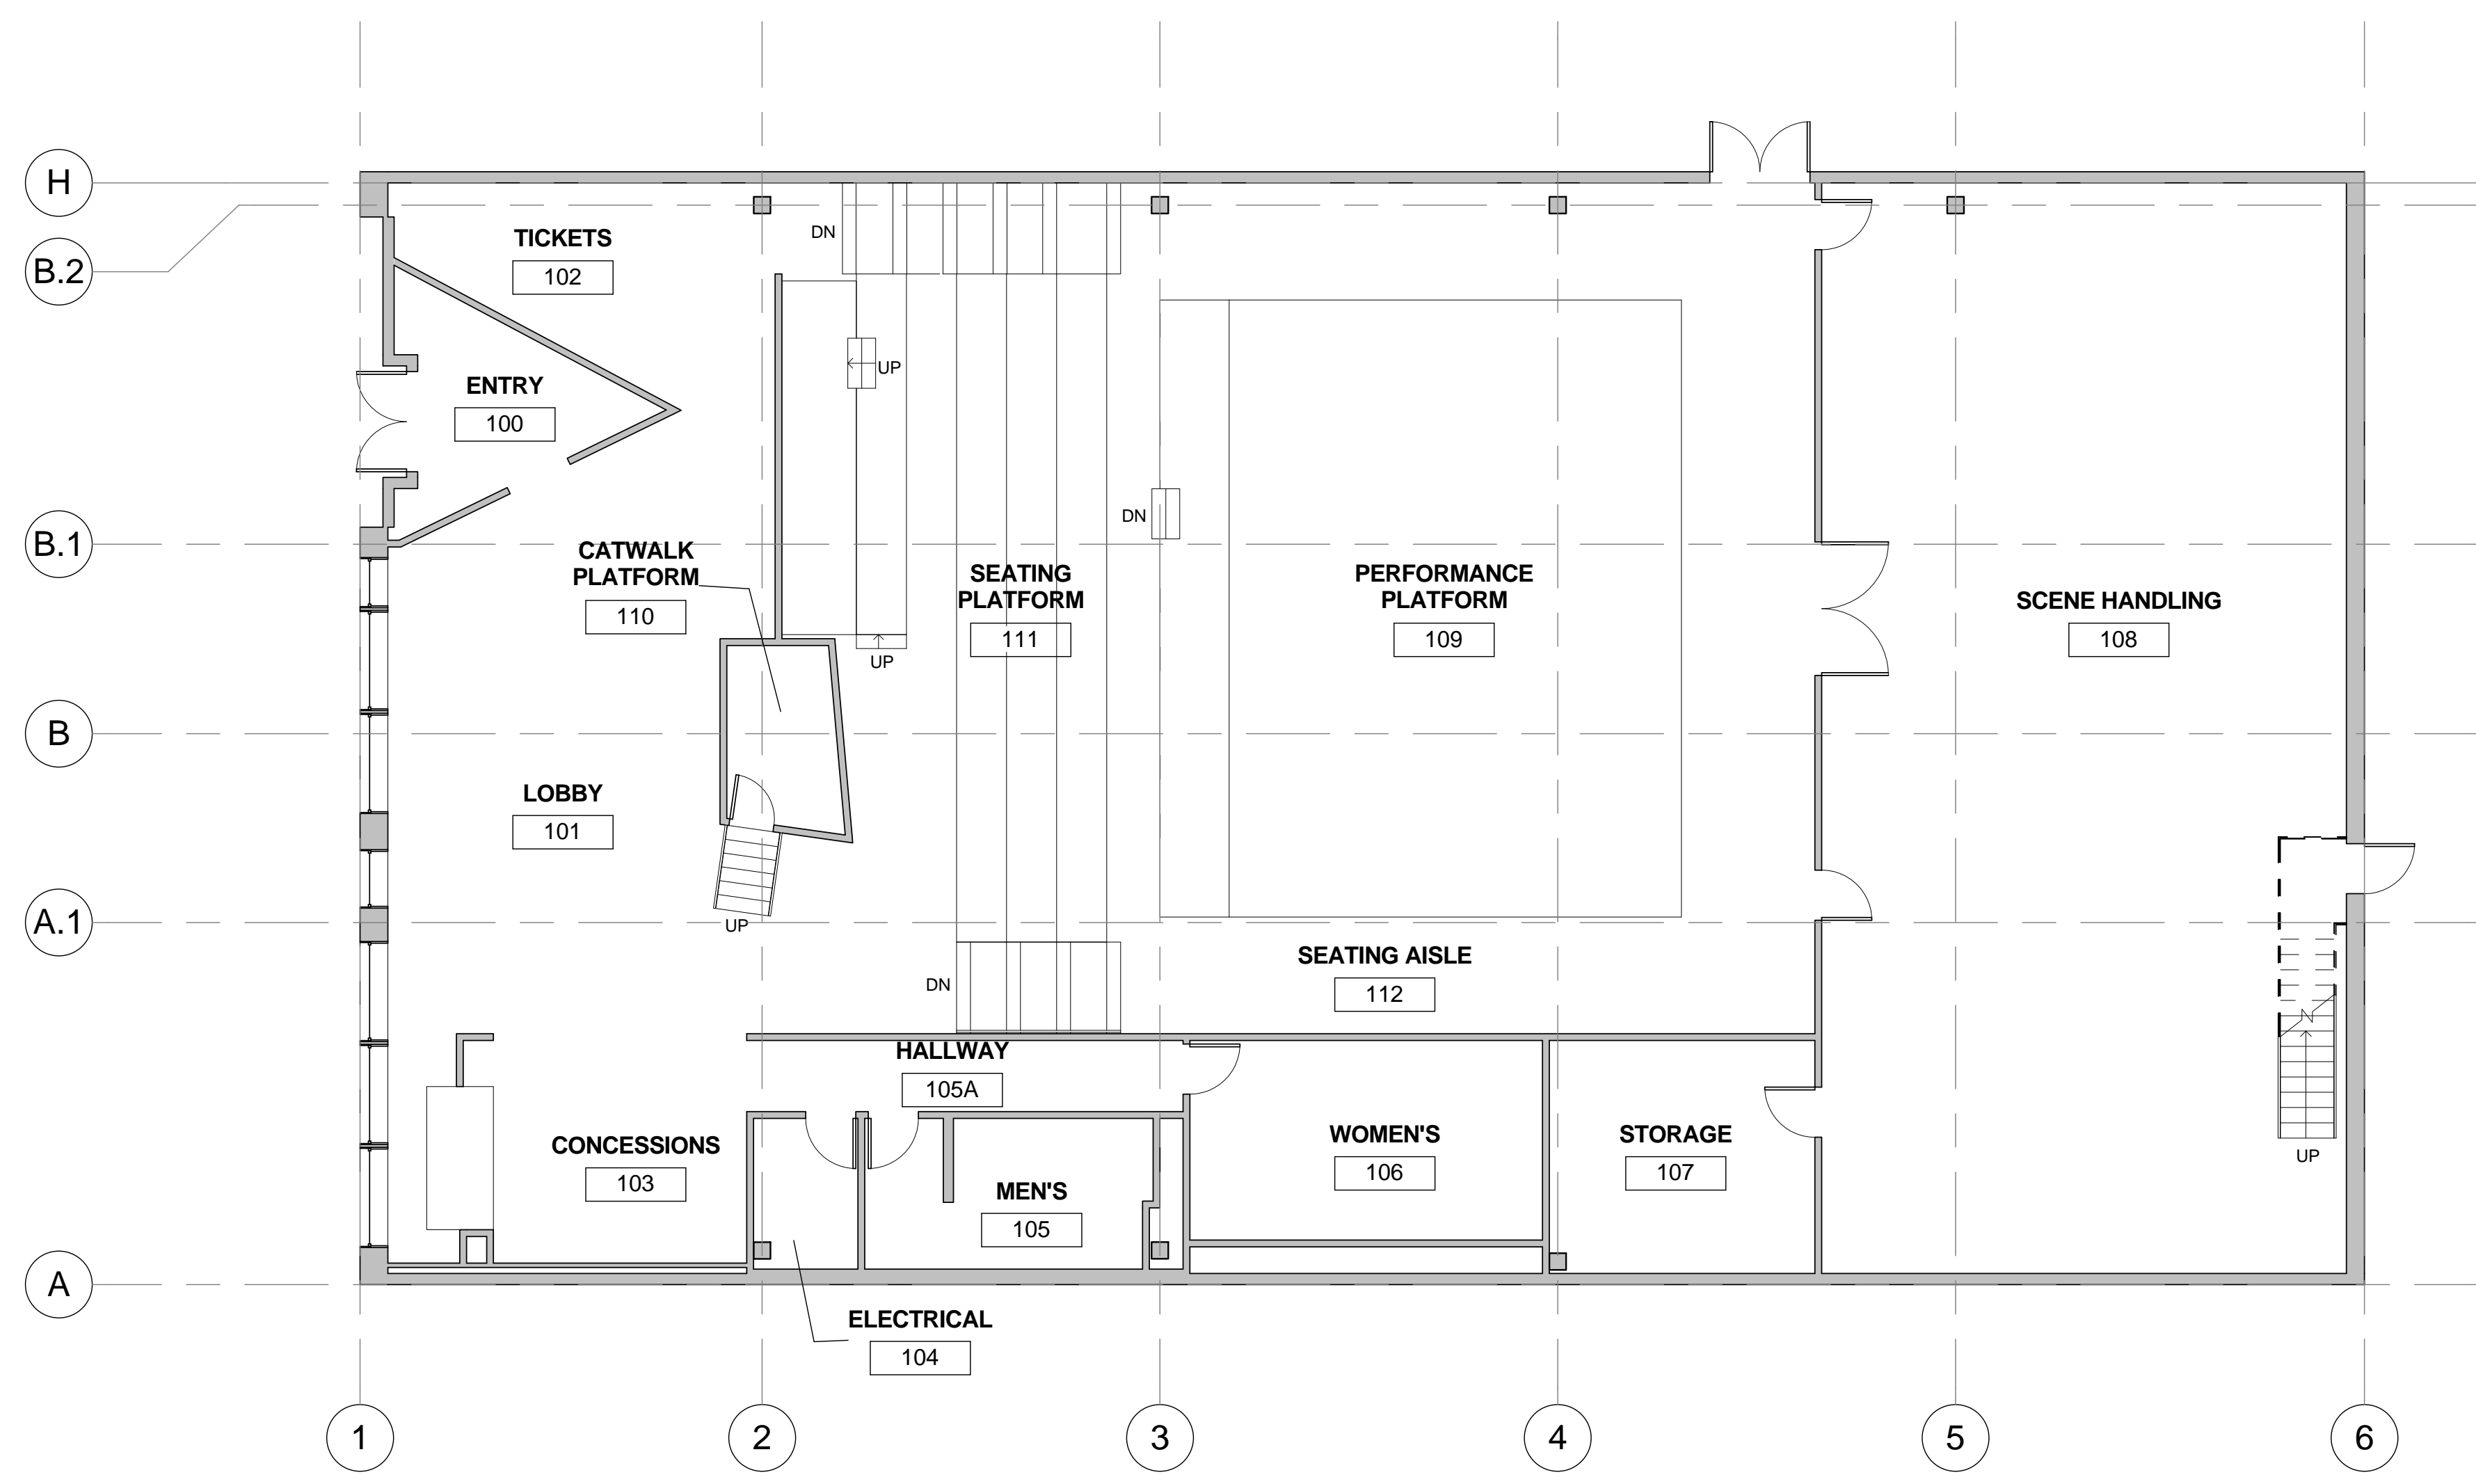 H
B.2
TICKETS
102
DN
ENTRY
100
UP
B.1
DN
CATWALK
PLATFORM
110
SEATING
PLATFORM
111
PERFORMANCE
PLATFORM
109
SCENE HANDLING
108
UP
B
LOBBY
101
A.1
UP
SEATING AISLE
112
DN
HALLWAY
105A
CONCESSIONS
103
MEN'S
105
WOMEN'S
106
STORAGE
107
UP
A
ELECTRICAL
104
1
2
3
4
5
6